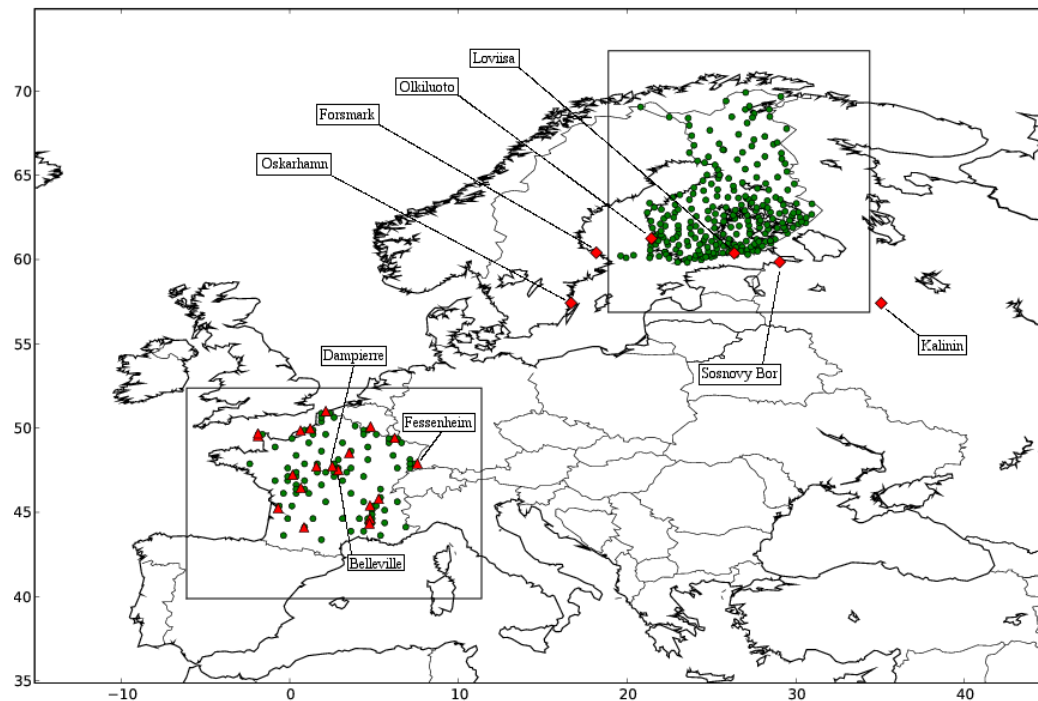 Loviisa
Olkiluoto
Forsmark
Oskarhamn
Kalinin
Sosnovy Bor
Dampierre
Fessenheim
Belleville
70
65
60
55
50
45
40
35
−10
0
10
20
30
40